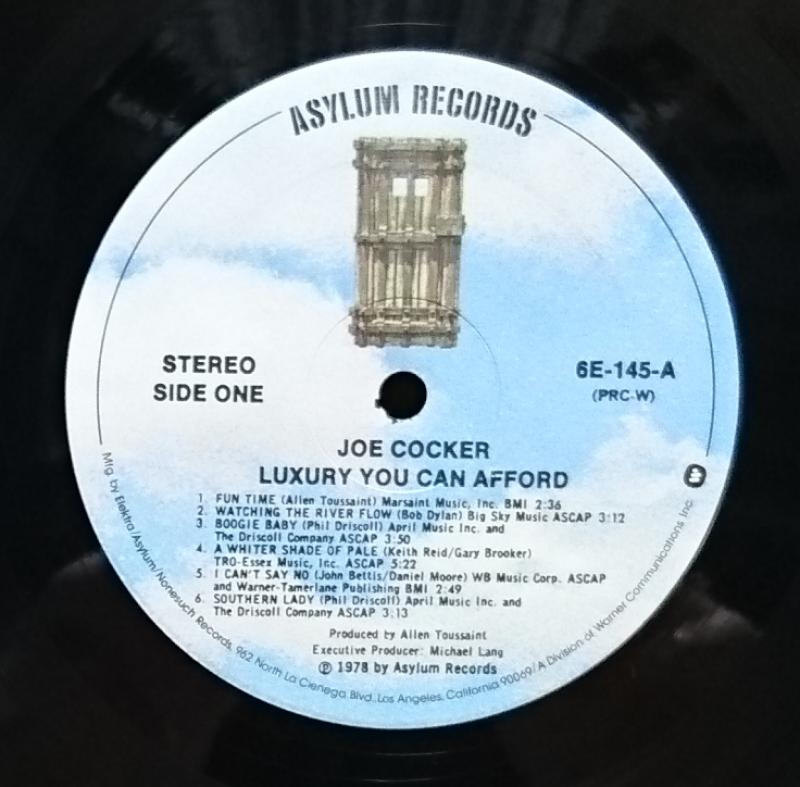 ASYLUM RECORDS
STEREO
SIDE ONE
6E-145-A
(PRC-W)
JOE COCKER
LUXURY YOU CAN AFFORD
1. FUN TIME (Allen Toussaint) Marsaint Music, Inc. BMI 2:36
2. WATCHING THE RIVER FLOW (Bob Dylan) Big Sky Music ASCAP 3:12
3. BOOGIE BABY (Phil Driscoll) April Music Inc. and
The Driscoll Company ASCAP 3:50
4. A WHITER SHADE OF PALE (Keith Reid/Gary Brooker)
TRO-Essex Music, Inc. ASCAP 5:22
5. I CAN'T SAY NO (John Bettis/Daniel Moore) WB Music Corp. ASCAP
and Warner-Tamerlane Publishing BMI 2:49
6. SOUTHERN LADY (Phil Driscoll) April Music Inc. and
The Driscoll Company ASCAP 3:13
Produced by Allen Toussaint
Executive Producer: Michael Lang
℗ 1978 by Asylum Records
Mfg. by Elektra/Asylum/Nonesuch Records, 962 North La Cienega Blvd., Los Angeles, California 90069/A Division of Warner Communications Inc.